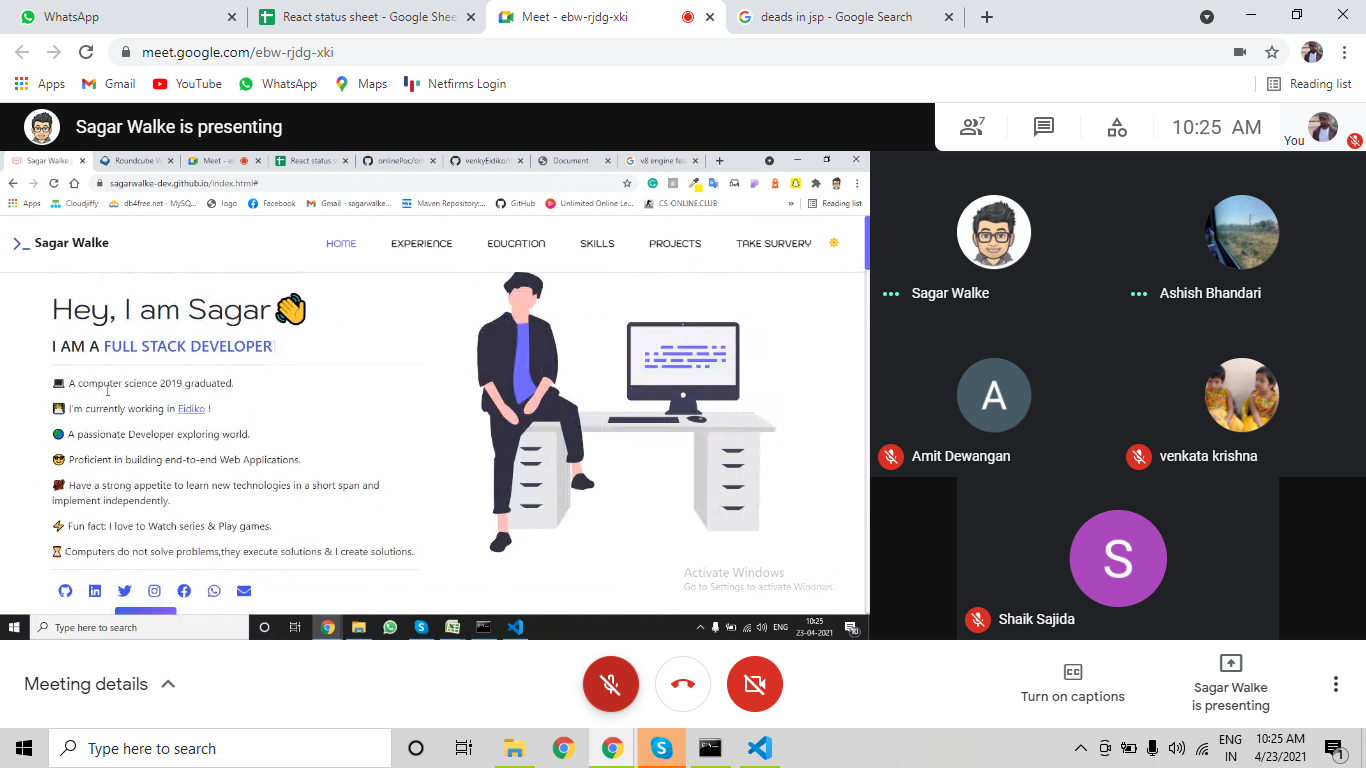 WhatsApp
React status sheet - Google Shee
Meet - ebw-rjdg-xki
deads in jsp - Google Search
meet.google.com/ebw-rjdg-xki
Apps
Gmail
YouTube
WhatsApp
Maps
Netfirms Login
Reading list
Sagar Walke is presenting
7
10:25 AM
You
Sagar Walke |
Roundcube W
Meet - eb
React status s
onlinePoc/on
venkyEidiko/
Document
v8 engine fea
sagarwalke-dev.github.io/index.html#
Apps
Cloudjiffy
db4free.net - MySQ...
logo
Facebook
Gmail - sagarwalke...
Maven Repository:...
GitHub
Unlimited Online Le...
CS-ONLINE.CLUB
»
Reading list
Sagar Walke
HOME
EXPERIENCE
EDUCATION
SKILLS
PROJECTS
TAKE SURVERY
Hey, I am Sagar
I AM A FULL STACK DEVELOPER
A computer science 2019 graduated.
I'm currently working in Eidiko !
A passionate Developer exploring world.
Proficient in building end-to-end Web Applications.
Have a strong appetite to learn new technologies in a short span and
implement independently.
Fun fact: I love to Watch series & Play games.
Computers do not solve problems,they execute solutions & I create solutions.
Activate Windows
Go to Settings to activate Windows.
Type here to search
ENG
10:25
23-04-2021
10
Sagar Walke
Ashish Bhandari
A
Amit Dewangan
venkata krishna
S
Shaik Sajida
Meeting details
Turn on captions
Sagar Walke
is presenting
Type here to search
ENG
IN
10:25 AM
4/23/2021
1